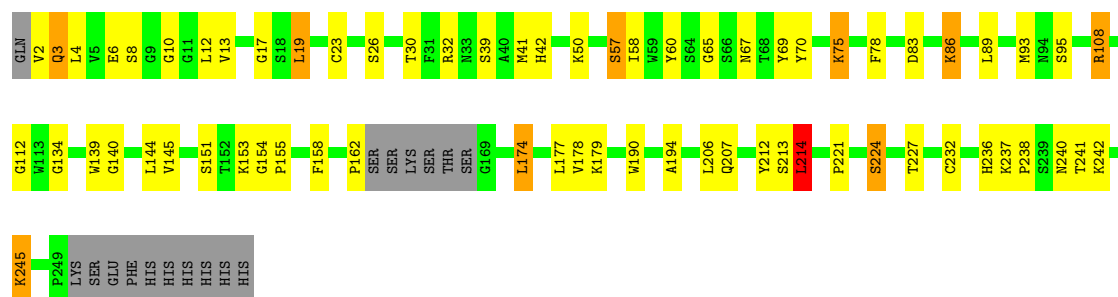 GLN V2 Q3 L4 V5 E6 S8 G9 G10 G11 L12 V13 G17 S18 L19 C23 S26 T30 F31 R32 N33 S39 A40 M41 H42 K50 S57 I58 W59 Y60 S64 G65 S66 N67 T68 Y69 Y70 K75 F78 D83 K86 L89 M93 N94 S95 R108
G112 W113 G134 W139 G140 L144 V145 S151 T152 K153 G154 P155 F158 P162 SER SER LYS SER THR SER G169 L174 L177 V178 K179 W190 A194 L206 Q207 Y212 S213 L214 P221 S224 T227 C232 H236 K237 P238 S239 N240 T241 K242
K245 P249 LYS SER GLU PHE HIS HIS HIS HIS HIS HIS